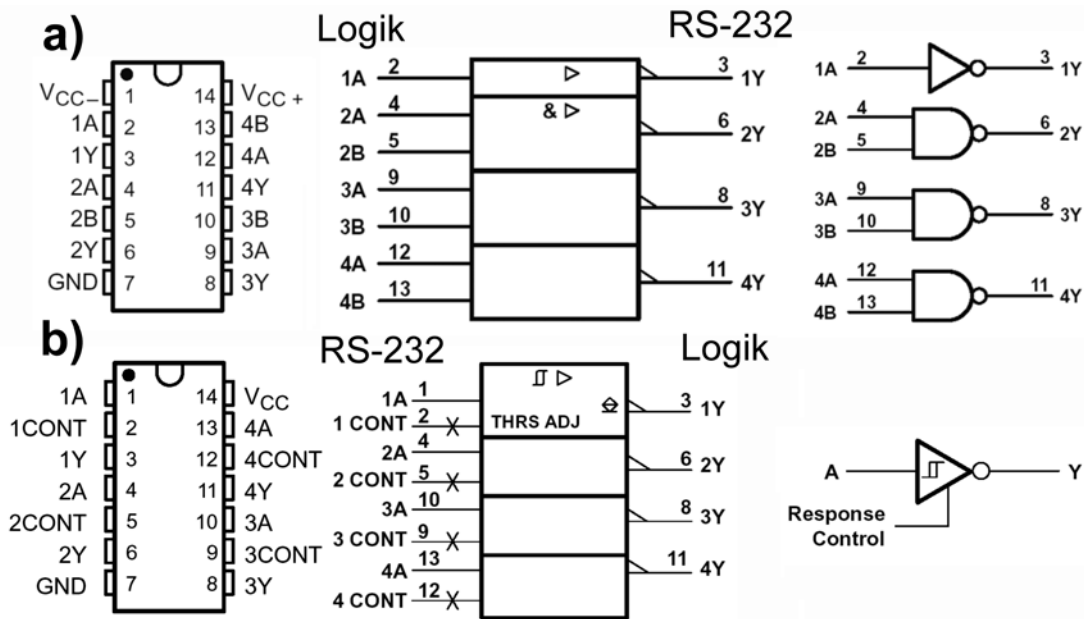 a)
Logik
RS-232
VCC– 1 14 VCC+
1A 2 13 4B
1Y 3 12 4A
2A 4 11 4Y
2B 5 10 3B
2Y 6 9 3A
GND 7 8 3Y
1A 2
3 1Y
2A 4
&
6 2Y
2B 5
3A 9
8 3Y
3B 10
4A 12
11 4Y
4B 13
1A 2 3 1Y
2A 4
6 2Y
2B 5
3A 9
8 3Y
3B 10
4A 12
11 4Y
4B 13
b)
RS-232
Logik
1A 1 14 VCC
1CONT 2 13 4A
1Y 3 12 4CONT
2A 4 11 4Y
2CONT 5 10 3A
2Y 6 9 3CONT
GND 7 8 3Y
1A 1
3 1Y
1 CONT 2
THRS ADJ
2A 4
6 2Y
2 CONT 5
3A 10
8 3Y
3 CONT 9
4A 13
11 4Y
4 CONT 12
A Y
Response
Control